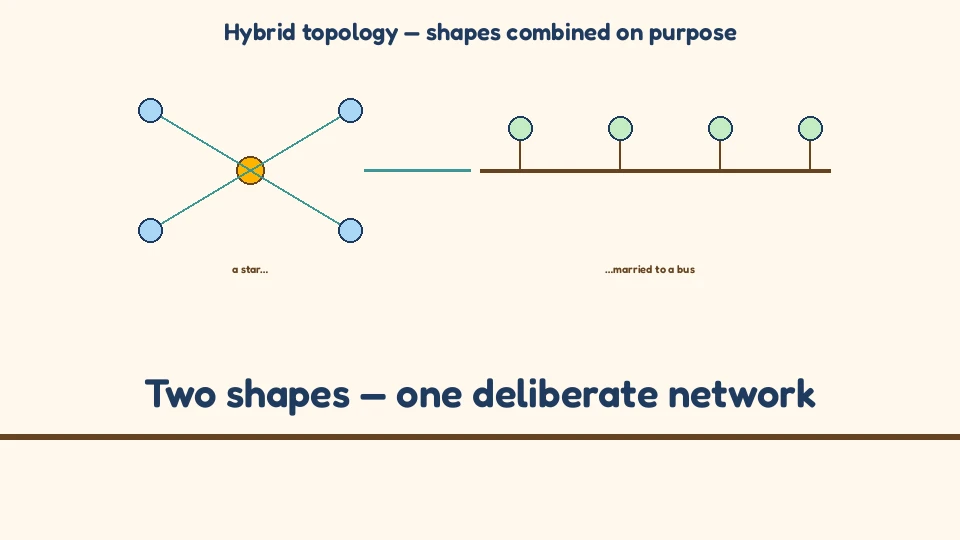 Hybrid topology — shapes combined on purpose
a star...
...married to a bus
Two shapes — one deliberate network